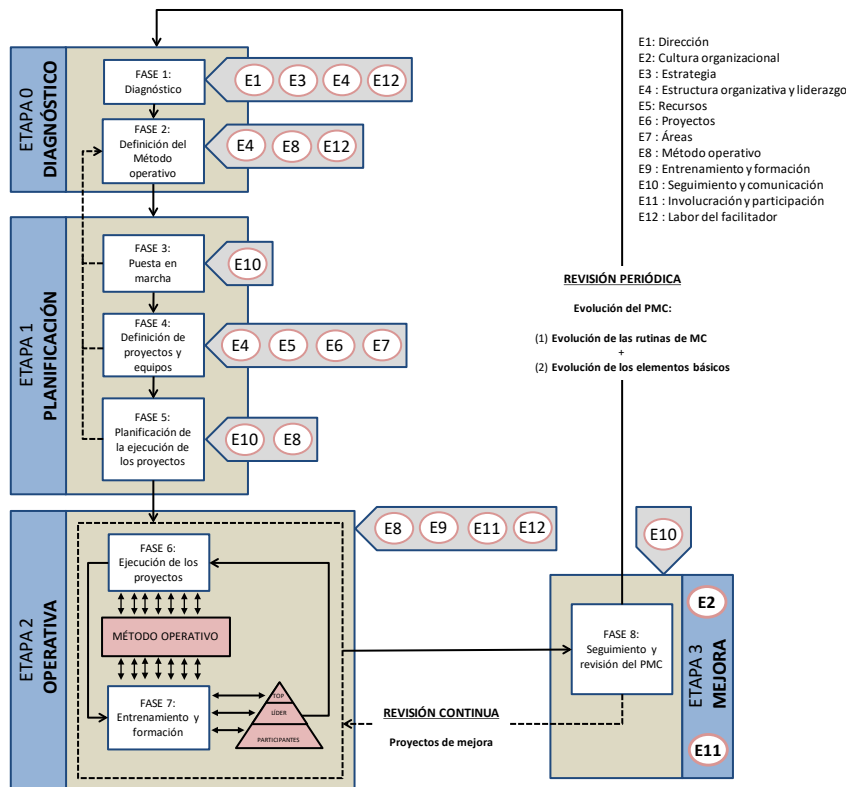 ETAPA 0
DIAGNÓSTICO
FASE 1:
Diagnóstico
E1 E3 E4 E12
FASE 2:
Definición del
Método
operativo
E4 E8 E12
E1: Dirección
E2: Cultura organizacional
E3 : Estrategia
E4 : Estructura organizativa y liderazgo
E5: Recursos
E6 : Proyectos
E7 : Áreas
E8 : Método operativo
E9 : Entrenamiento y formación
E10 : Seguimiento y comunicación
E11 : Involucración y participación
E12 : Labor del facilitador
ETAPA 1
PLANIFICACIÓN
FASE 3:
Puesta en
marcha
E10
FASE 4:
Definición de
proyectos y
equipos
E4 E5 E6 E7
FASE 5:
Planificación de
la ejecución de
los proyectos
E10 E8
REVISIÓN PERIÓDICA
Evolución del PMC:
(1) Evolución de las rutinas de MC
+
(2) Evolución de los elementos básicos
ETAPA 2
OPERATIVA
E8 E9 E11 E12
FASE 6:
Ejecución de los
proyectos
MÉTODO OPERATIVO
FASE 7:
Entrenamiento y
formación
TOP
LÍDER
PARTICIPANTES
REVISIÓN CONTINUA
Proyectos de mejora
E10
FASE 8:
Seguimiento y
revisión del PMC
ETAPA 3
MEJORA
E2
E11